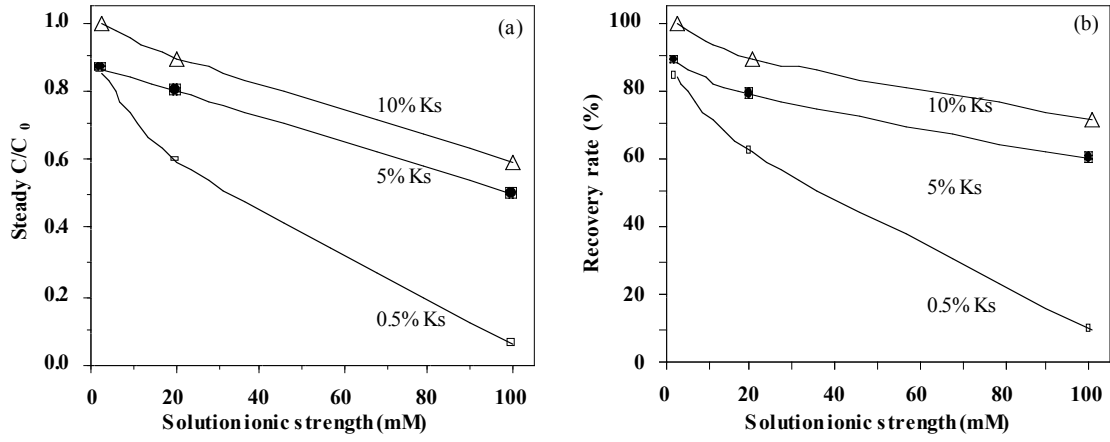 (a)
Steady C/C0
1.0
0.8
0.6
0.4
0.2
0.0
10% Ks
5% Ks
0.5% Ks
0 20 40 60 80 100
Solution ionic strength (mM)
(b)
Recovery rate (%)
100
80
60
40
20
0
10% Ks
5% Ks
0.5% Ks
0 20 40 60 80 100
Solution ionic strength (mM)